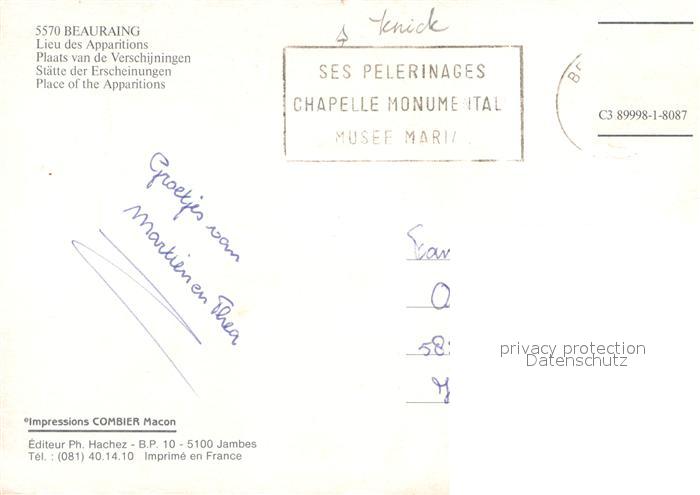 5570 BEAURAING
Lieu des Apparitions
Plaats van de Verschijningen
Stätte der Erscheinungen
Place of the Apparitions
knick
SES PELERINAGES
CHAPELLE MONUMENTAL
MUSEE MARIA
C3 89998-1-8087
Groetjes van
Martien en Thea
58
privacy protection
Datenschutz
©Impressions COMBIER Macon
Éditeur Ph. Hachez - B.P. 10 - 5100 Jambes
Tél. : (081) 40.14.10 Imprimé en France